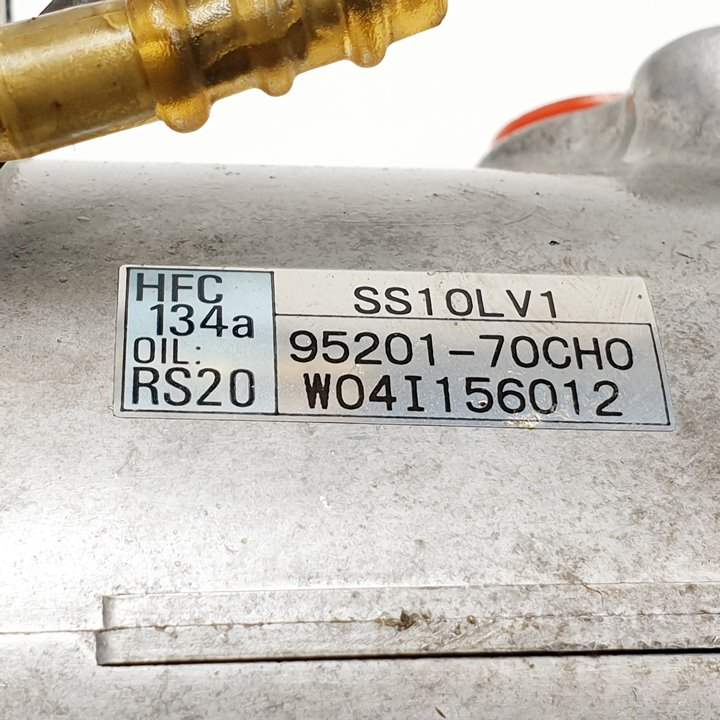 HFC
134a
OIL:
RS20
SS10LV1
95201-70CH0
W04I156012